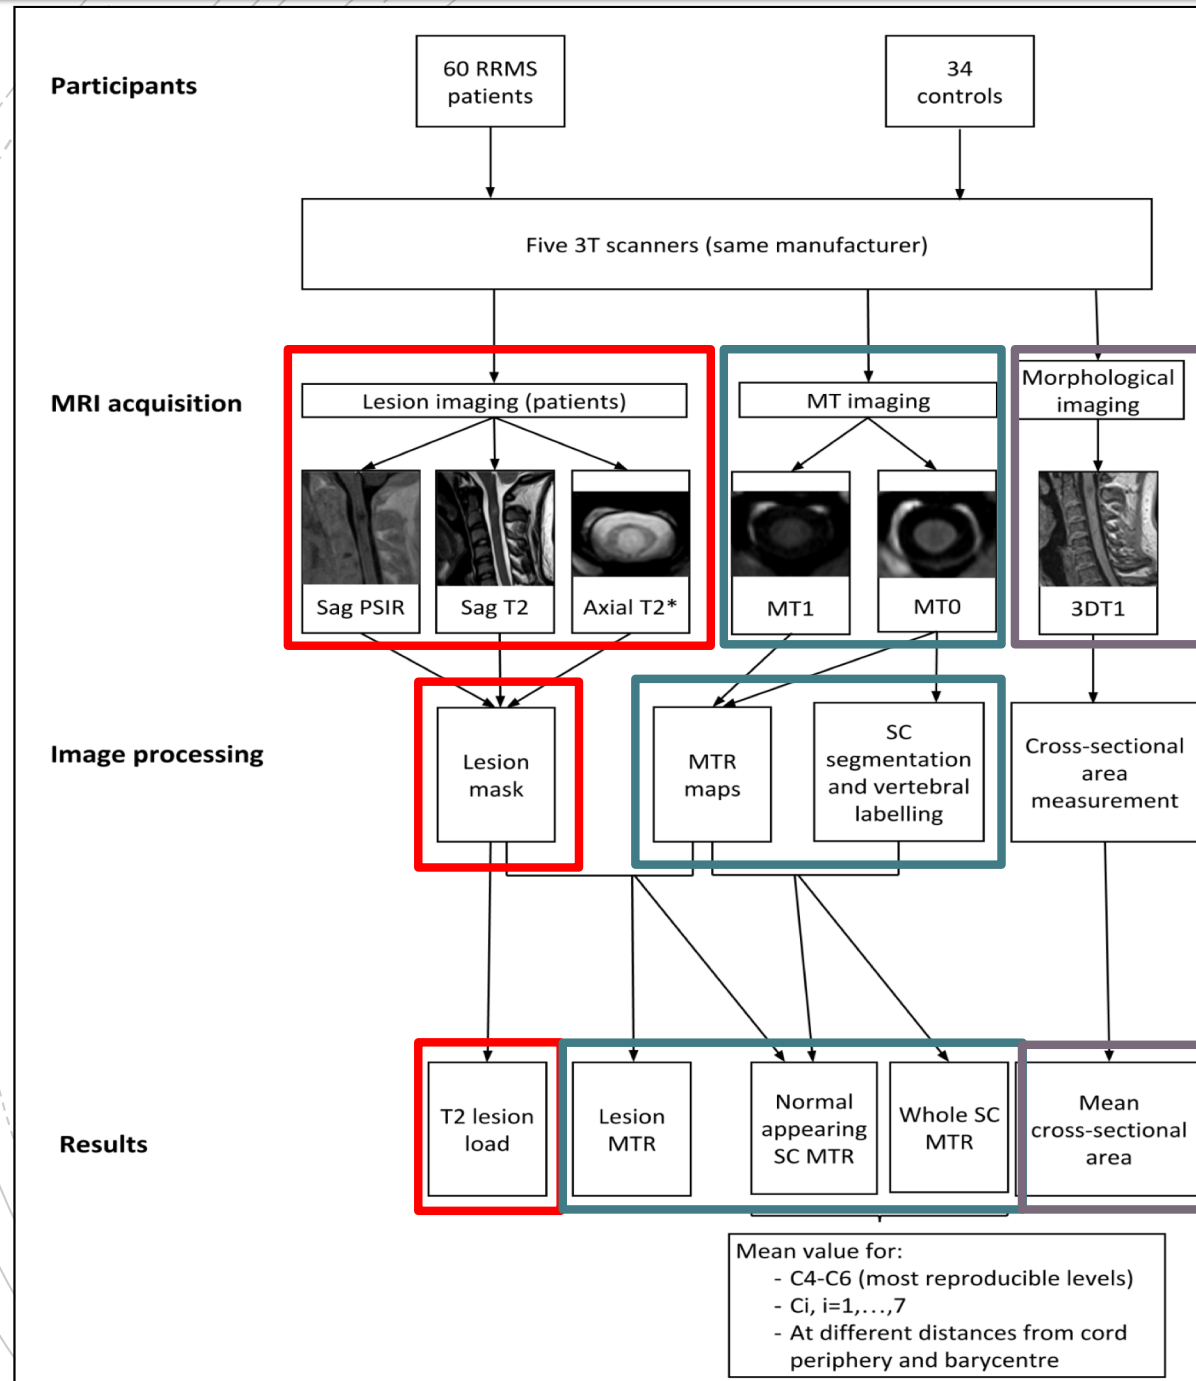 Participants
60 RRMS
patients
34
controls
Five 3T scanners (same manufacturer)
MRI acquisition
Lesion imaging (patients)
MT imaging
Morphological
imaging
Sag PSIR
Sag T2
Axial T2*
MT1
MT0
3DT1
Image processing
Lesion
mask
MTR
maps
SC
segmentation
and vertebral
labelling
Cross-sectional
area
measurement
Results
T2 lesion
load
Lesion
MTR
Normal
appearing
SC MTR
Whole SC
MTR
Mean
cross-sectional
area
Mean value for:
- C4-C6 (most reproducible levels)
- Ci, i=1,...,7
- At different distances from cord
periphery and barycentre